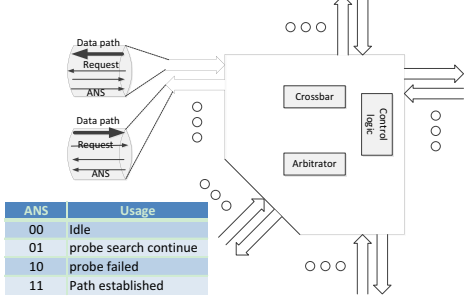 Data path
Request
ANS
Data path
Request
ANS
Crossbar
Control
logic
Arbitrator
ANS Usage
00 Idle
01 probe search continue
10 probe failed
11 Path established